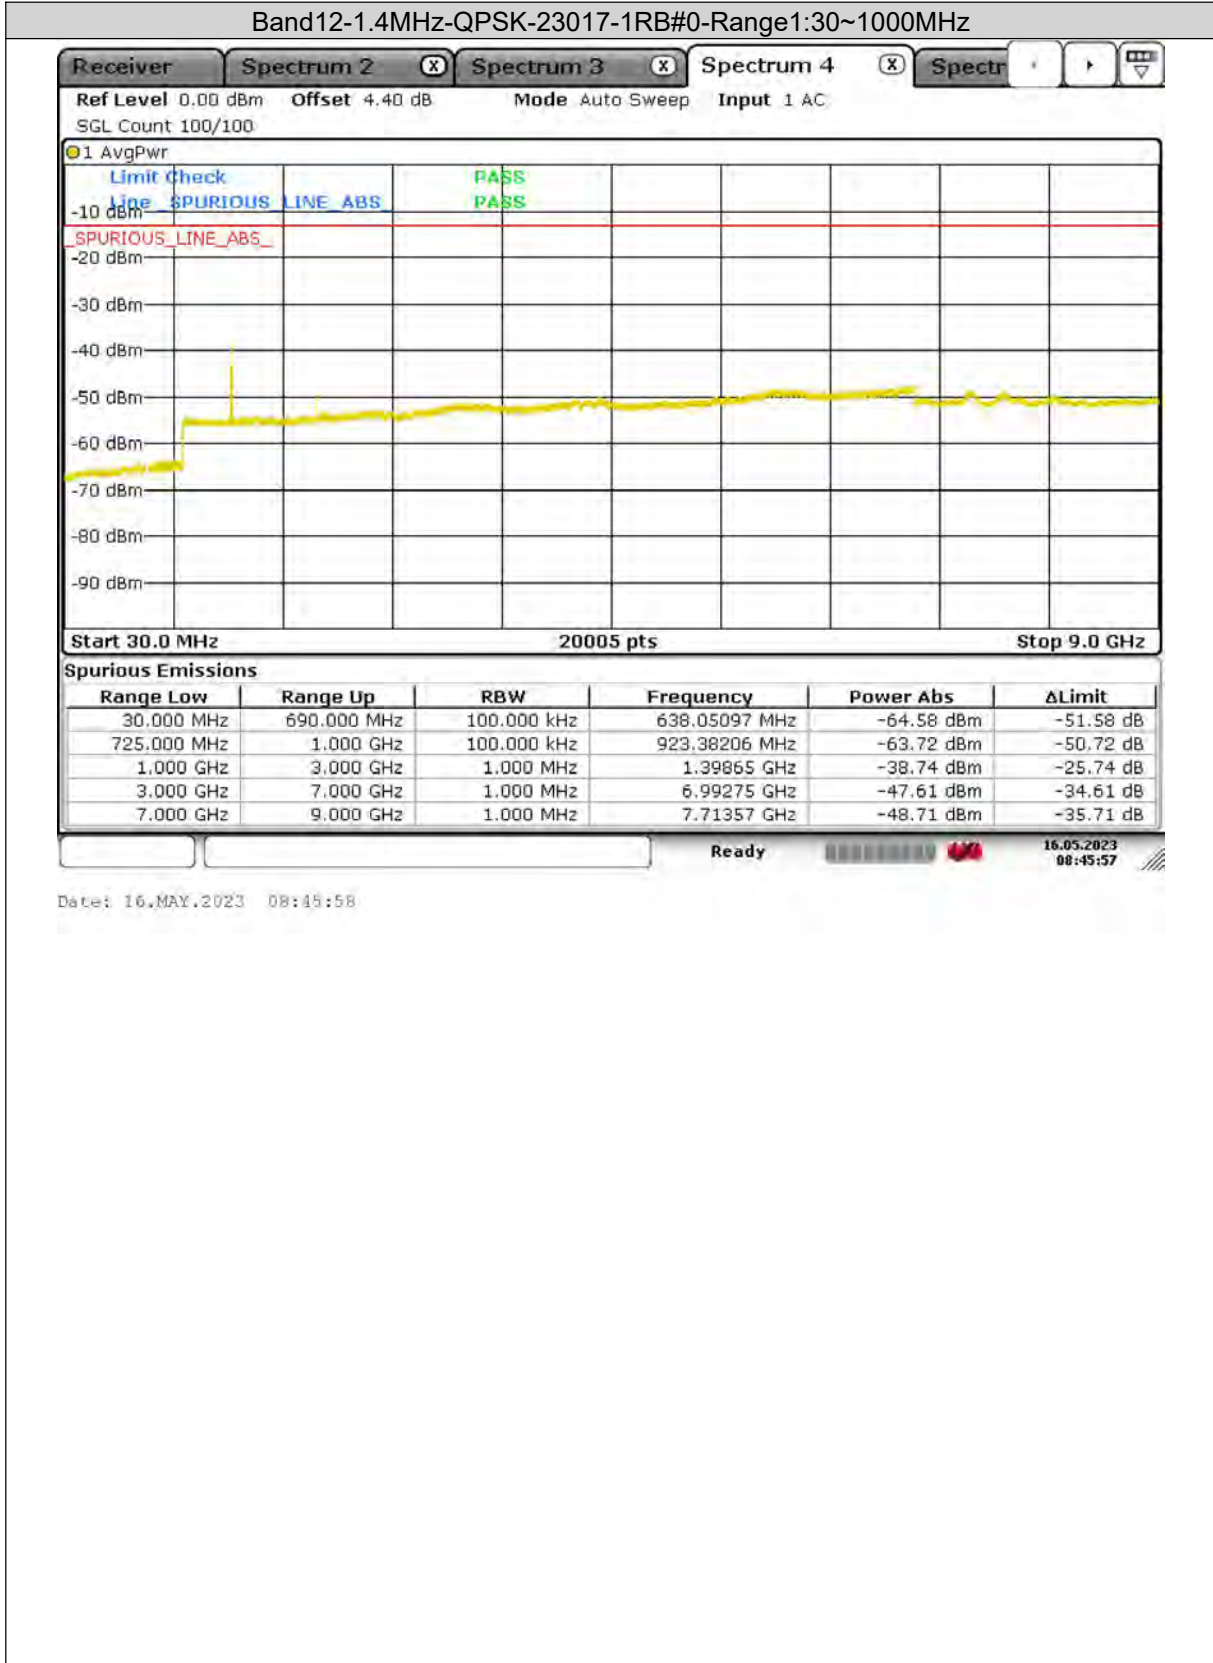 Band12-1.4MHz-QPSK-23017-1RB#0-Range1:30~1000MHz
Receiver Spectrum 2 X Spectrum 3 X Spectrum 4 X Spectr
Ref Level 0.00 dBm Offset 4.40 dB Mode Auto Sweep Input 1 AC
SGL Count 100/100
1 AvgPwr
Limit Check PASS
Line _SPURIOUS_LINE_ABS_ PASS
-10 dBm
_SPURIOUS_LINE_ABS_
-20 dBm
-30 dBm
-40 dBm
-50 dBm
-60 dBm
-70 dBm
-80 dBm
-90 dBm
Start 30.0 MHz 20005 pts Stop 9.0 GHz
Spurious Emissions
Range Low Range Up RBW Frequency Power Abs ΔLimit
30.000 MHz 690.000 MHz 100.000 kHz 638.05097 MHz -64.58 dBm -51.58 dB
725.000 MHz 1.000 GHz 100.000 kHz 923.38206 MHz -63.72 dBm -50.72 dB
1.000 GHz 3.000 GHz 1.000 MHz 1.39865 GHz -38.74 dBm -25.74 dB
3.000 GHz 7.000 GHz 1.000 MHz 6.99275 GHz -47.61 dBm -34.61 dB
7.000 GHz 9.000 GHz 1.000 MHz 7.71357 GHz -48.71 dBm -35.71 dB
Ready 16.05.2023
08:45:57
Date: 16.MAY.2023 08:45:58